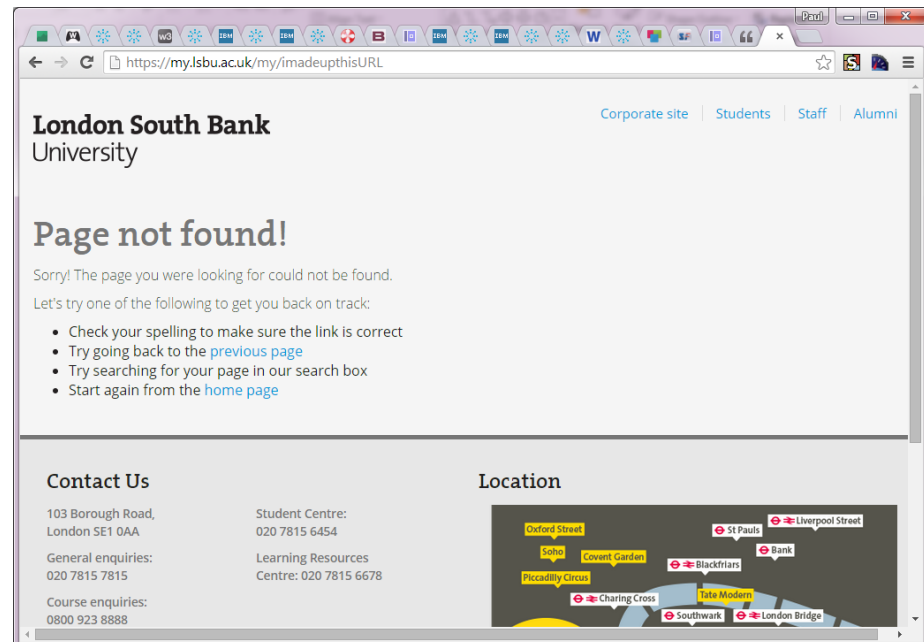 Paul
https://my.lsbu.ac.uk/my/imadeupthisURL
London South Bank
University
Corporate site
Students
Staff
Alumni
Page not found!
Sorry! The page you were looking for could not be found.
Let's try one of the following to get you back on track:
• Check your spelling to make sure the link is correct
• Try going back to the previous page
• Try searching for your page in our search box
• Start again from the home page
Contact Us
103 Borough Road,
London SE1 0AA
General enquiries:
020 7815 7815
Course enquiries:
0800 923 8888
Student Centre:
020 7815 6454
Learning Resources
Centre: 020 7815 6678
Location
Oxford Street
Soho
Covent Garden
Piccadilly Circus
Charing Cross
St Pauls
Liverpool Street
Bank
Blackfriars
Tate Modern
Southwark
London Bridge